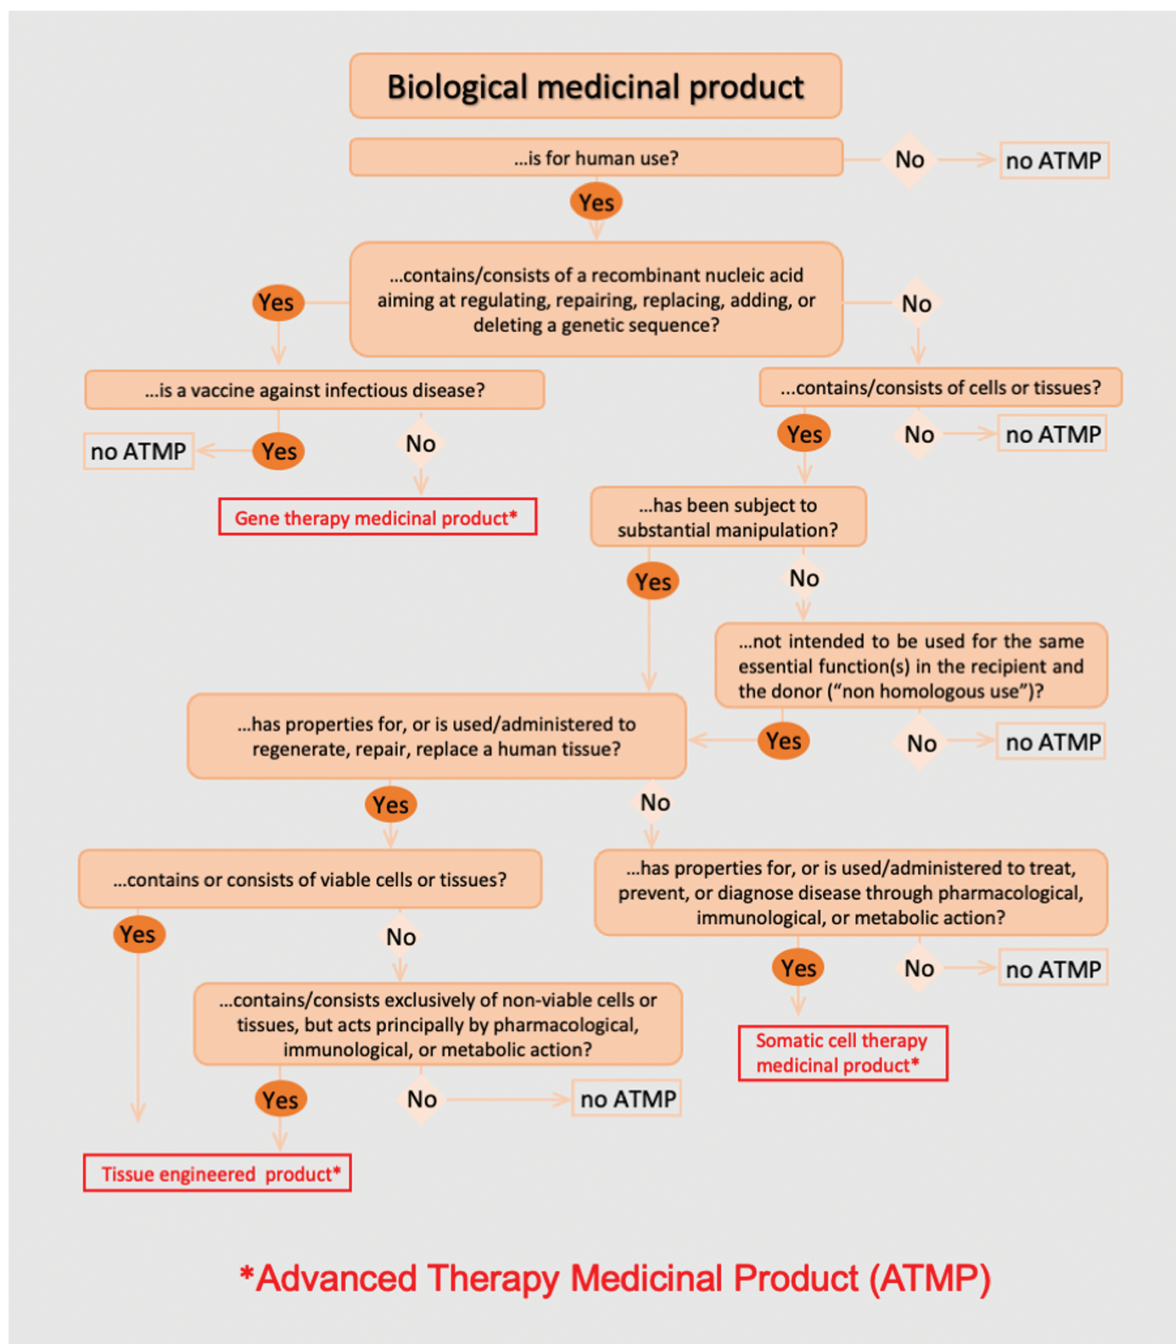 Biological medicinal product
...is for human use?
No
no ATMP
Yes
...contains/consists of a recombinant nucleic acid
aiming at regulating, repairing, replacing, adding, or
deleting a genetic sequence?
Yes
No
...is a vaccine against infectious disease?
...contains/consists of cells or tissues?
no ATMP
Yes
No
Yes
No
no ATMP
Gene therapy medicinal product*
...has been subject to
substantial manipulation?
Yes
No
...not intended to be used for the same
essential function(s) in the recipient and
the donor (“non homologous use”)?
...has properties for, or is used/administered to
regenerate, repair, replace a human tissue?
Yes
No
no ATMP
Yes
No
...contains or consists of viable cells or tissues?
...has properties for, or is used/administered to treat,
prevent, or diagnose disease through pharmacological,
immunological, or metabolic action?
Yes
No
Yes
No
no ATMP
...contains/consists exclusively of non-viable cells or
tissues, but acts principally by pharmacological,
immunological, or metabolic action?
Somatic cell therapy
medicinal product*
Yes
No
no ATMP
Tissue engineered product*
*Advanced Therapy Medicinal Product (ATMP)